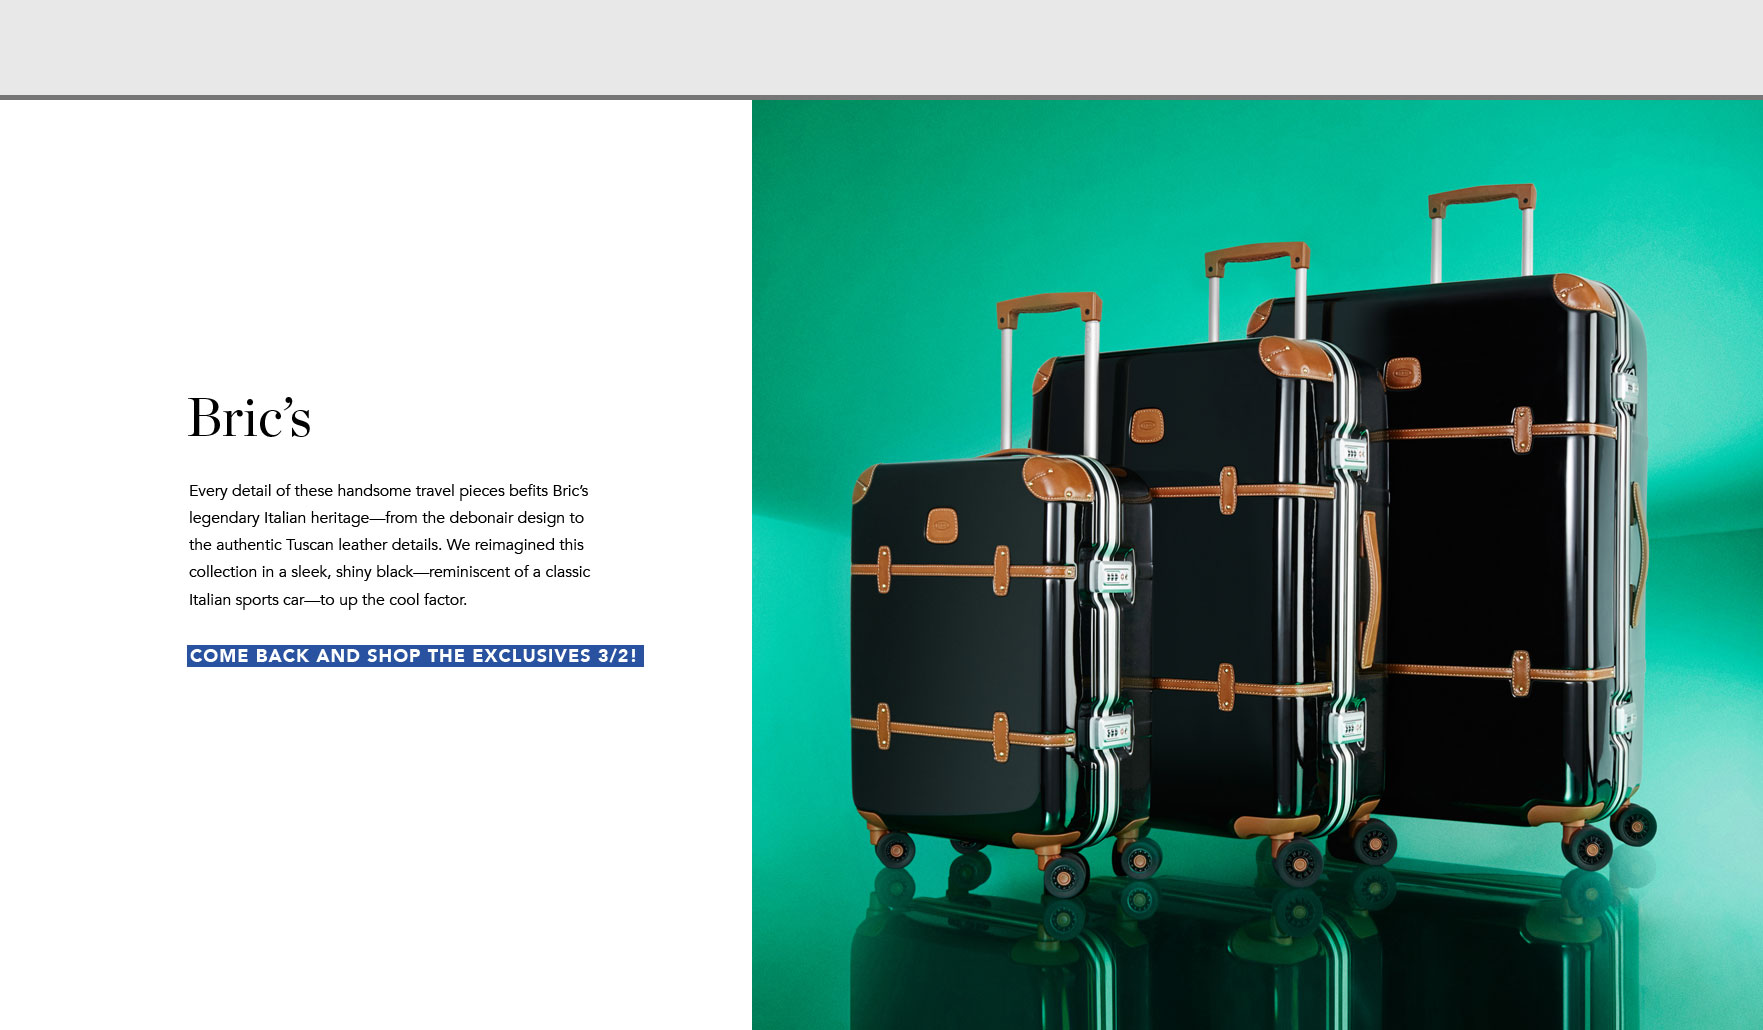 Bric’s
Every detail of these handsome travel pieces befits Bric’s
legendary Italian heritage—from the debonair design to
the authentic Tuscan leather details. We reimagined this
collection in a sleek, shiny black—reminiscent of a classic
Italian sports car—to up the cool factor.
COME BACK AND SHOP THE EXCLUSIVES 3/2!